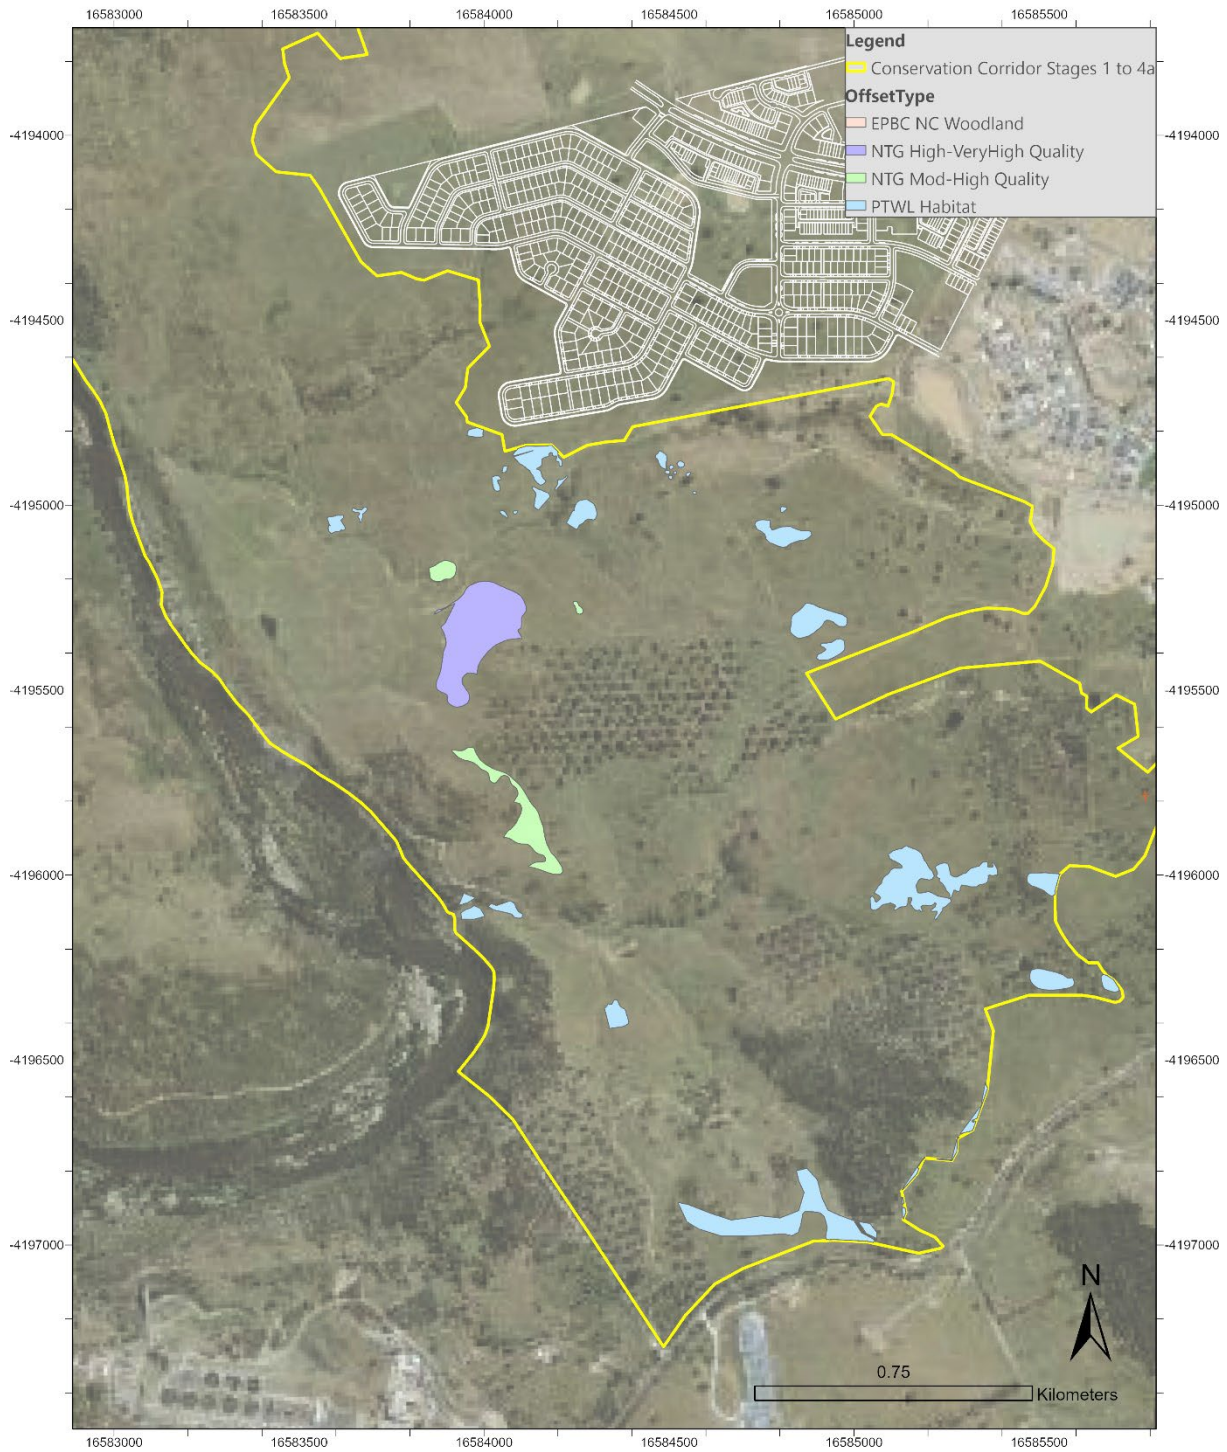 16583000 16583500 16584000 16584500 16585000 16585500
Legend
Conservation Corridor Stages 1 to 4a
OffsetType
EPBC NC Woodland
NTG High-VeryHigh Quality
NTG Mod-High Quality
PTWL Habitat
-4194000 -4194000
-4194500 -4194500
-4195000 -4195000
-4195500 -4195500
-4196000 -4196000
-4196500 -4196500
-4197000 -4197000
N
0.75
Kilometers
16583000 16583500 16584000 16584500 16585000 16585500